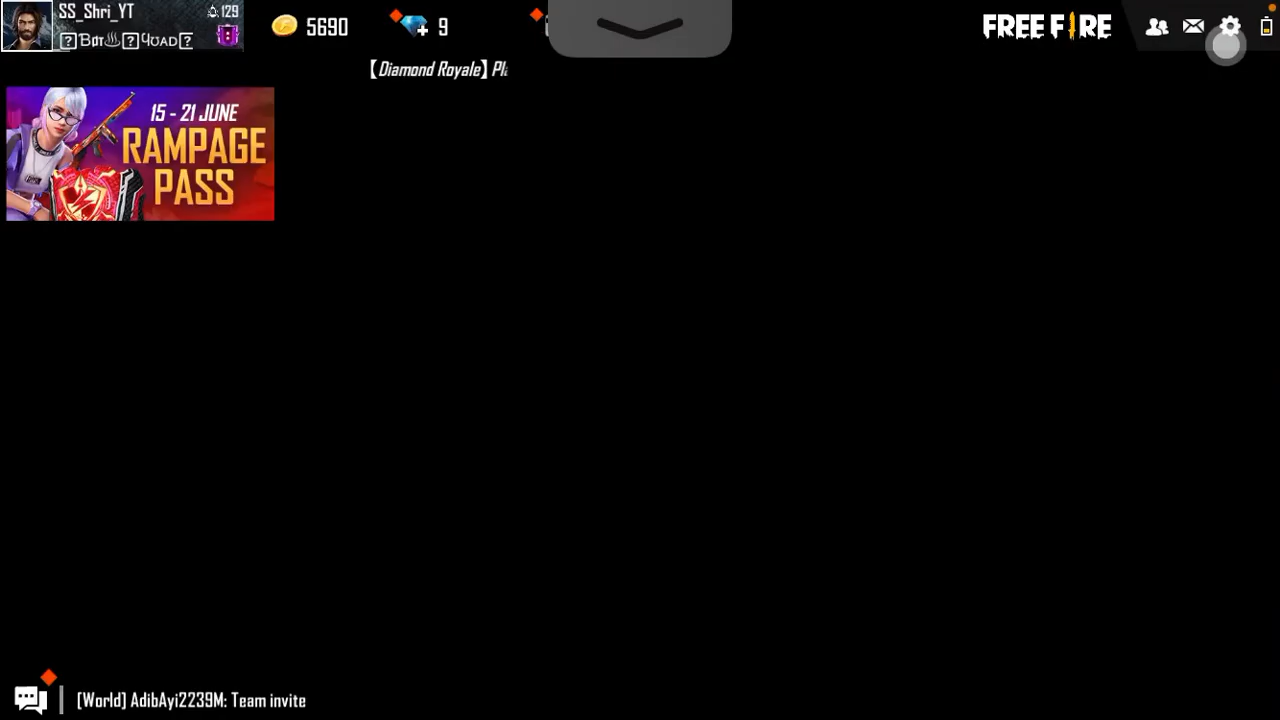 SS_Shri_YT
129
5690
9
FREE FIRE
【Diamond Royale】
15 - 21 JUNE
RAMPAGE
PASS
[World] AdibAyi2239M: Team invite